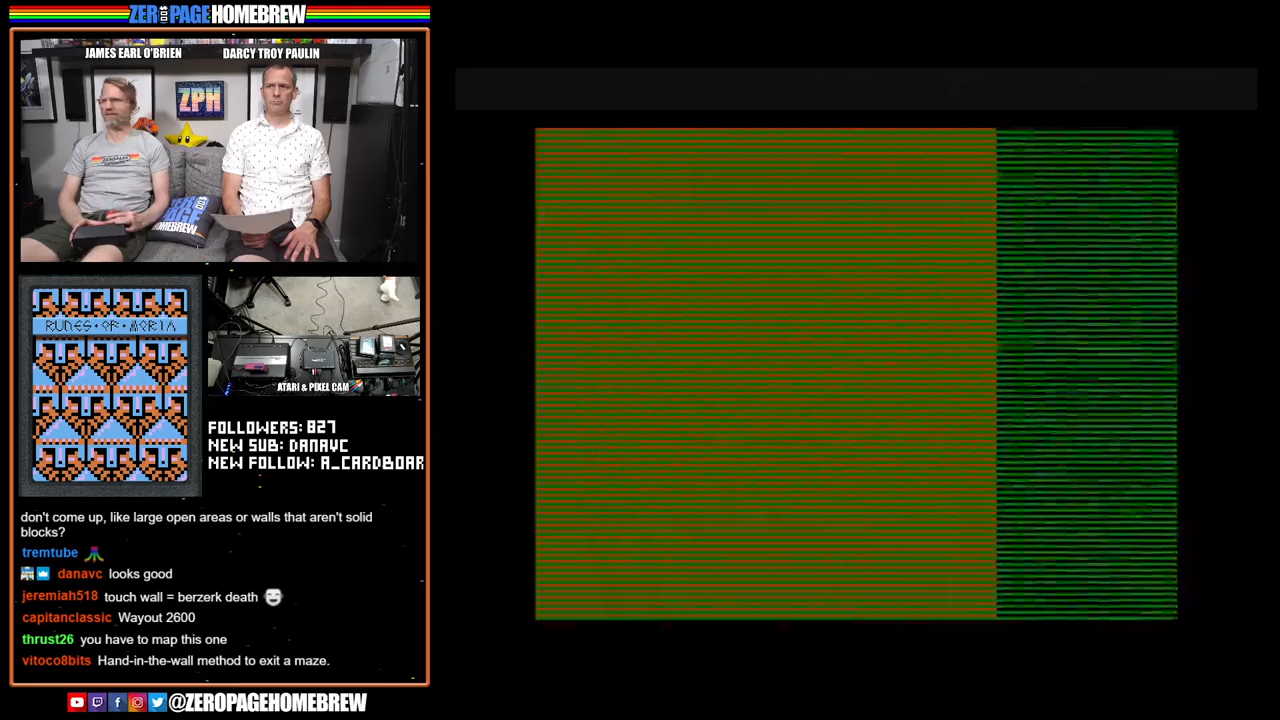 ZEROPAGE HOMEBREW
JAMES EARL O'BRIEN
DARCY TROY PAULIN
ZPH
ZEROPAGE
HOMEBREW
RUNES·OF·MORIA
ATARI & PIXEL CAM
FOLLOWERS: 827
NEW SUB: DANAVC
NEW FOLLOW: A_CARDBOAR
don't come up, like large open areas or walls that aren't solid
blocks?
tremtube
danavc looks good
jeremiah518 touch wall = berzerk death
capitanclassic Wayout 2600
thrust26 you have to map this one
vitoco8bits Hand-in-the-wall method to exit a maze.
@ZEROPAGEHOMEBREW